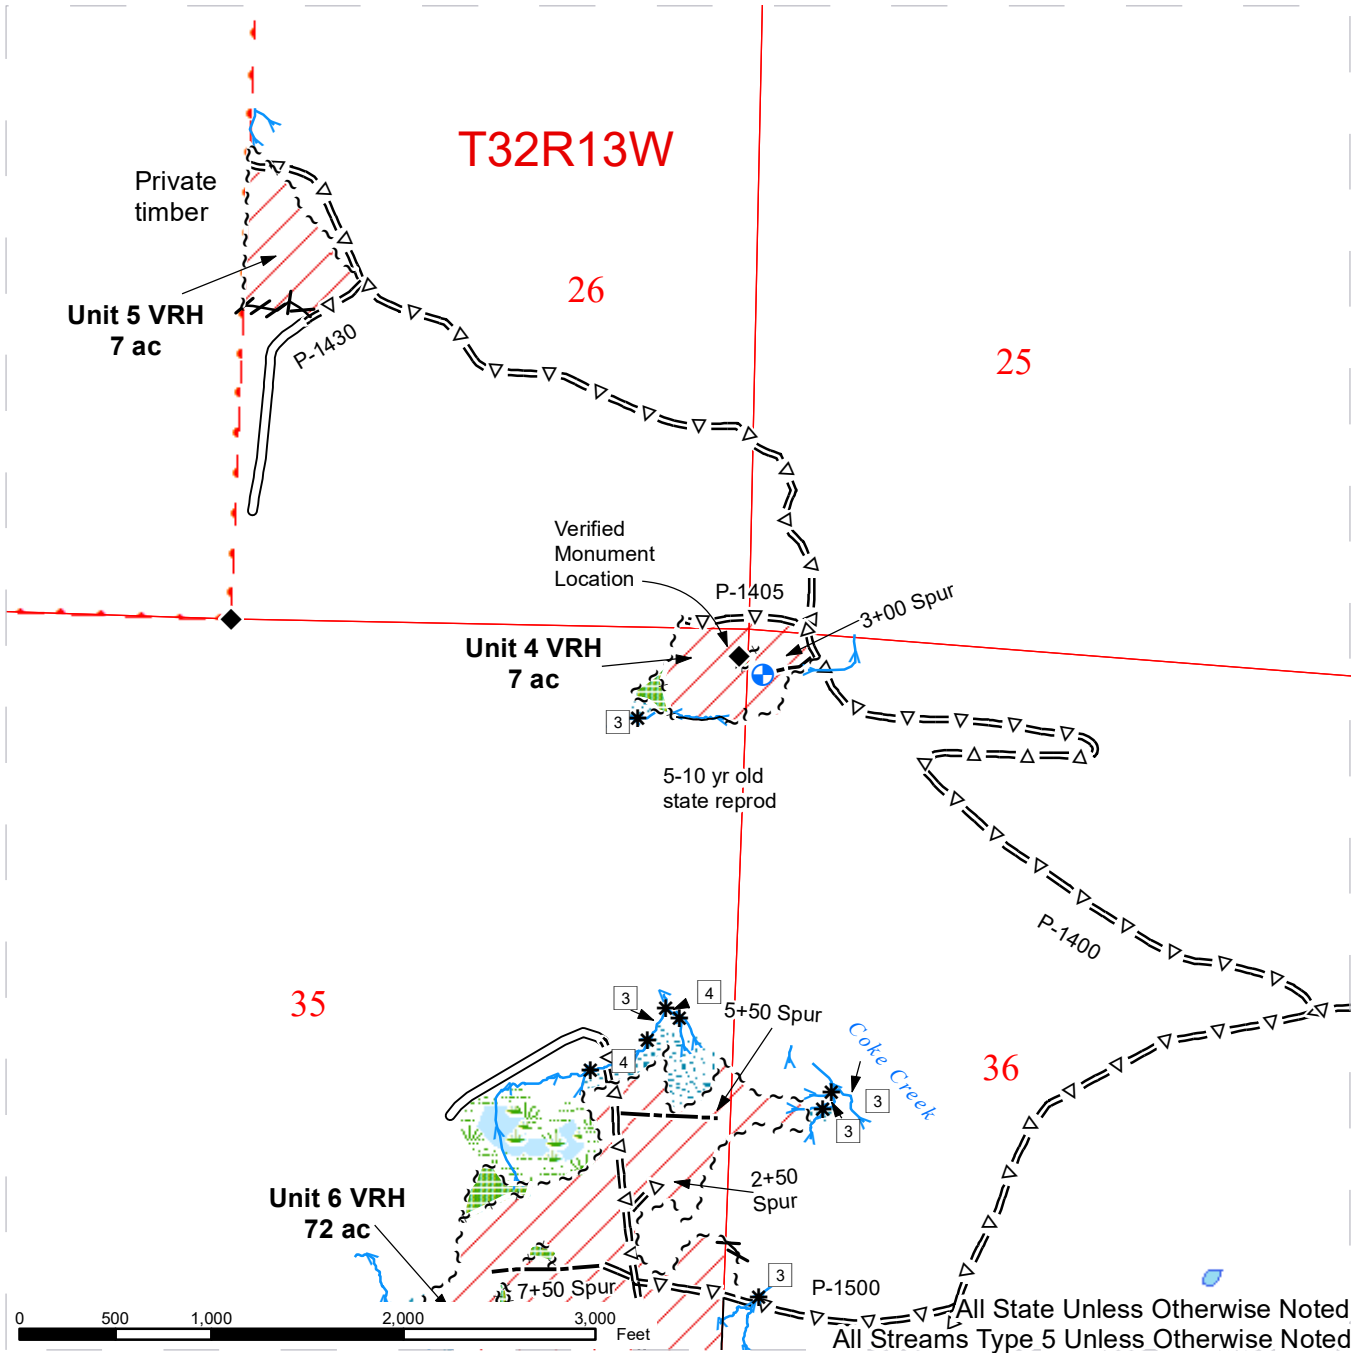 T32R13W
Private
timber
26
Unit 5 VRH
7 ac
P-1430
25
Verified
Monument
Location
P-1405
3+00 Spur
Unit 4 VRH
7 ac
3
5-10 yr old
state reprod
P-1400
35
3
4
5+50 Spur
Coke Creek
36
4
3
3
2+50
Spur
Unit 6 VRH
72 ac
3
7+50 Spur
P-1500
All State Unless Otherwise Noted
0 500 1,000 2,000 3,000
Feet
All Streams Type 5 Unless Otherwise Noted